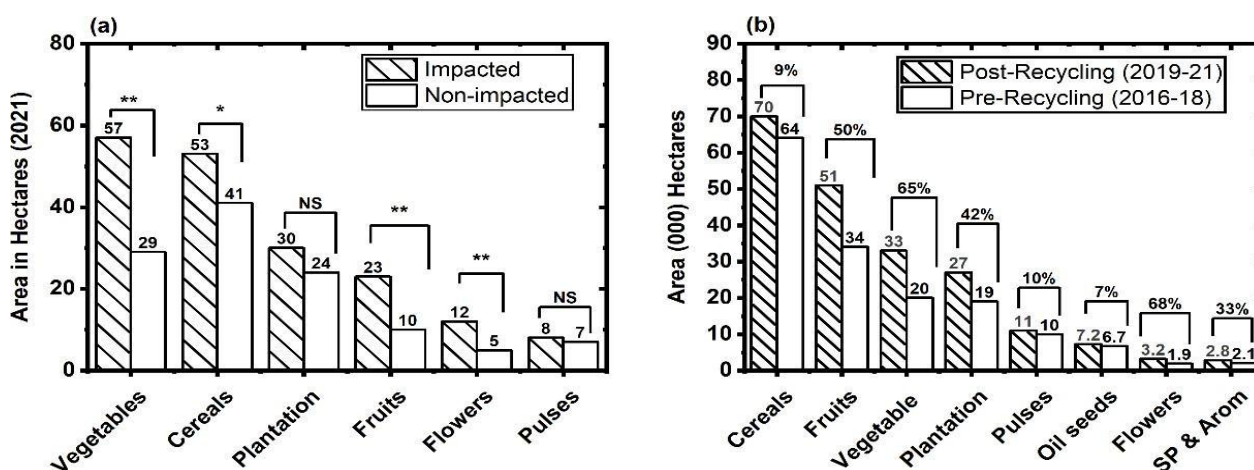 (a)
Area in Hectares (2021)
80
60
40
20
0
Impacted
Non-impacted
**
57
29
*
53
41
NS
30
24
**
23
10
**
12
5
NS
8
7
Vegetables
Cereals
Plantation
Fruits
Flowers
Pulses
(b)
Area (000) Hectares
90
80
70
60
50
40
30
20
10
0
Post-Recycling (2019-21)
Pre-Recycling (2016-18)
9%
70
64
50%
51
34
65%
33
20
42%
27
19
10%
11
10
7%
7.2
6.7
68%
3.2
1.9
33%
2.8
2.1
Cereals
Fruits
Vegetable
Plantation
Pulses
Oil seeds
Flowers
SP & Arom